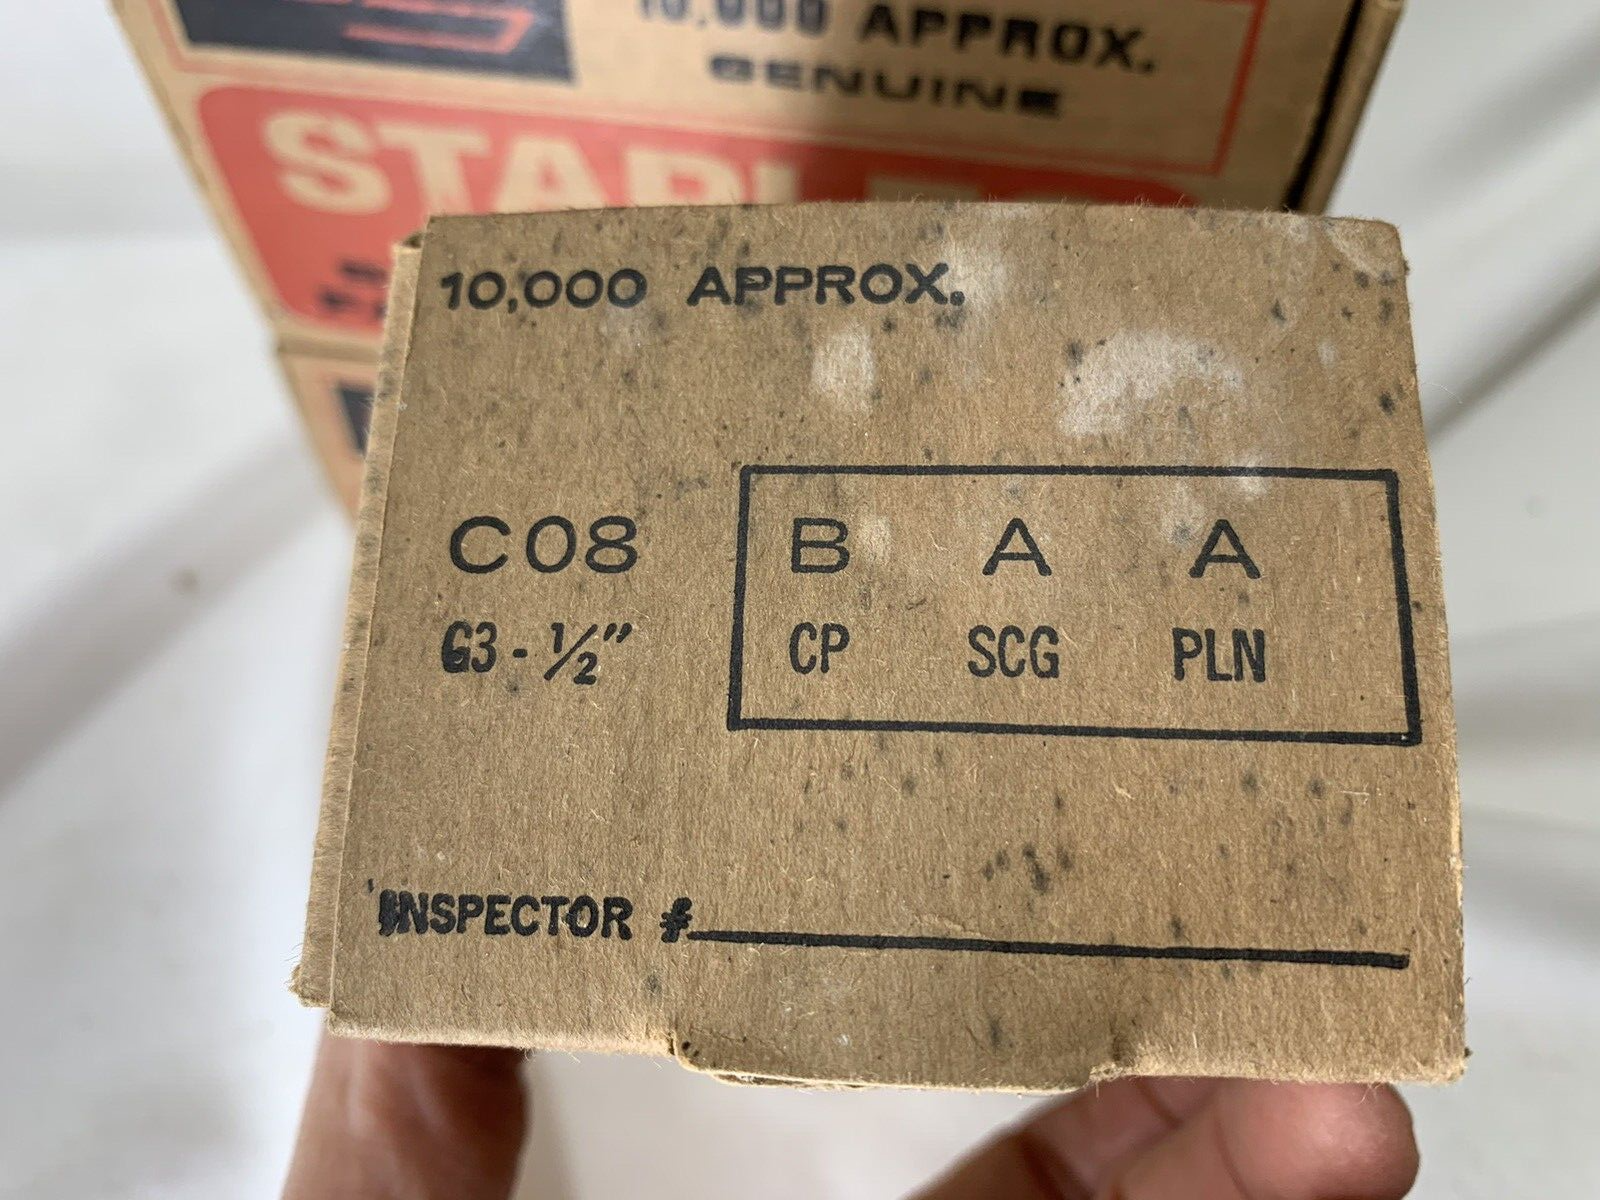 10,000 APPROX.
GENUINE
10,000 APPROX.
C08
G3 - 1/2"
B A A
CP SCG PLN
INSPECTOR #